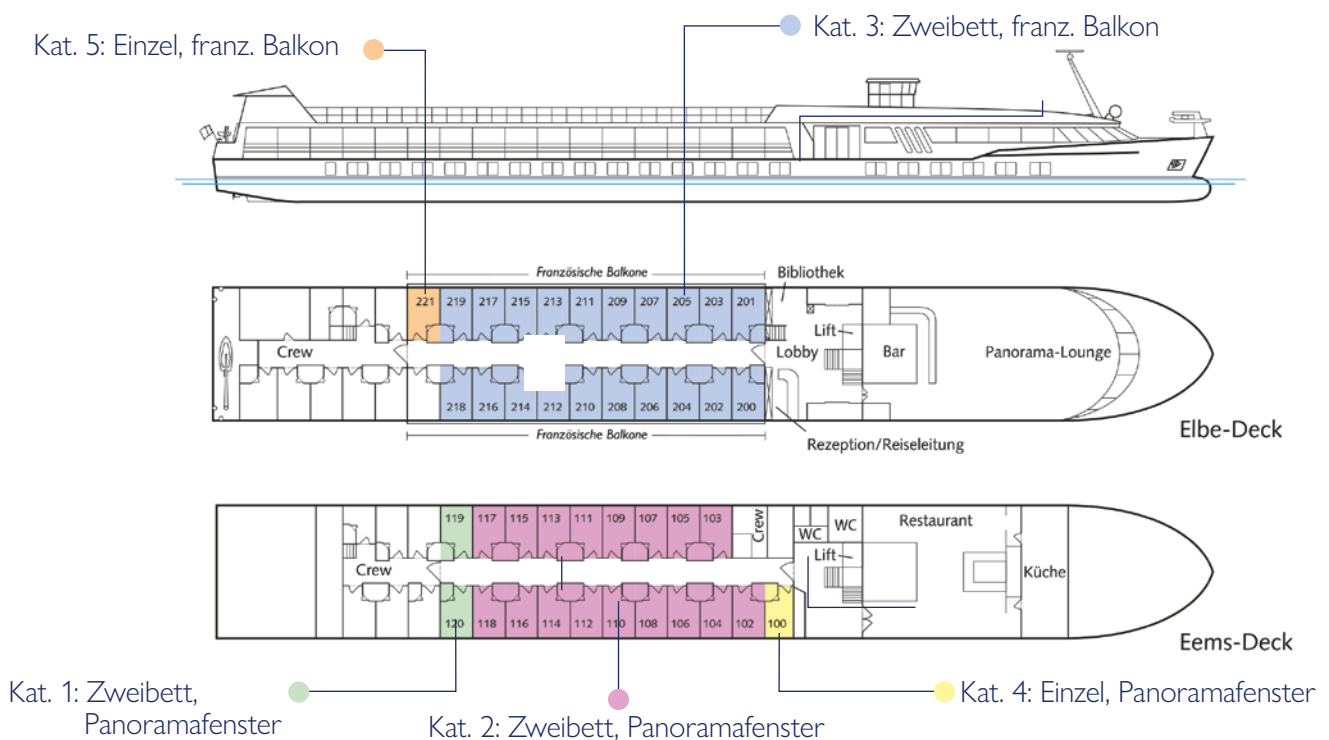 Kat. 5: Einzel, franz. Balkon
Kat. 3: Zweibett, franz. Balkon
Französische Balkone
Bibliothek
221 219 217 215 213 211 209 207 205 203 201
Crew
Lift
Lobby
Bar
Panorama-Lounge
218 216 214 212 210 208 206 204 202 200
Französische Balkone
Rezeption/Reiseleitung
Elbe-Deck
119 117 115 113 111 109 107 105 103
Crew
WC
WC
Restaurant
Crew
Lift
Küche
120 118 116 114 112 110 108 106 104 102 100
Eems-Deck
Kat. 1: Zweibett,
Panoramafenster
Kat. 2: Zweibett, Panoramafenster
Kat. 4: Einzel, Panoramafenster